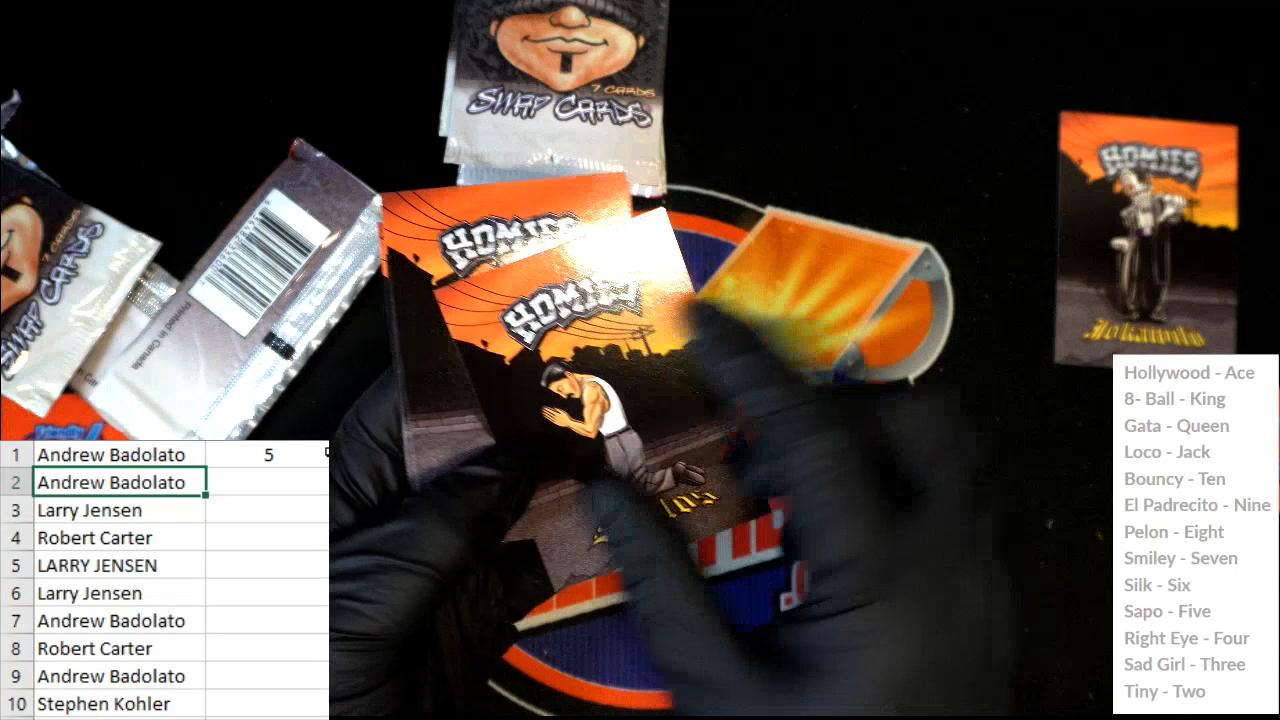 7 CARDS
SWAP CARDS
7 CARDS
SWAP CARDS
Printed in Canada
HOMIES
HOMIES
HOMIES
Hollywood - Ace
8- Ball - King
Gata - Queen
Loco - Jack
Bouncy - Ten
El Padrecito - Nine
Pelon - Eight
Smiley - Seven
Silk - Six
Sapo - Five
Right Eye - Four
Sad Girl - Three
Tiny - Two
1 Andrew Badolato 5
2 Andrew Badolato
3 Larry Jensen
4 Robert Carter
5 LARRY JENSEN
6 Larry Jensen
7 Andrew Badolato
8 Robert Carter
9 Andrew Badolato
10 Stephen Kohler